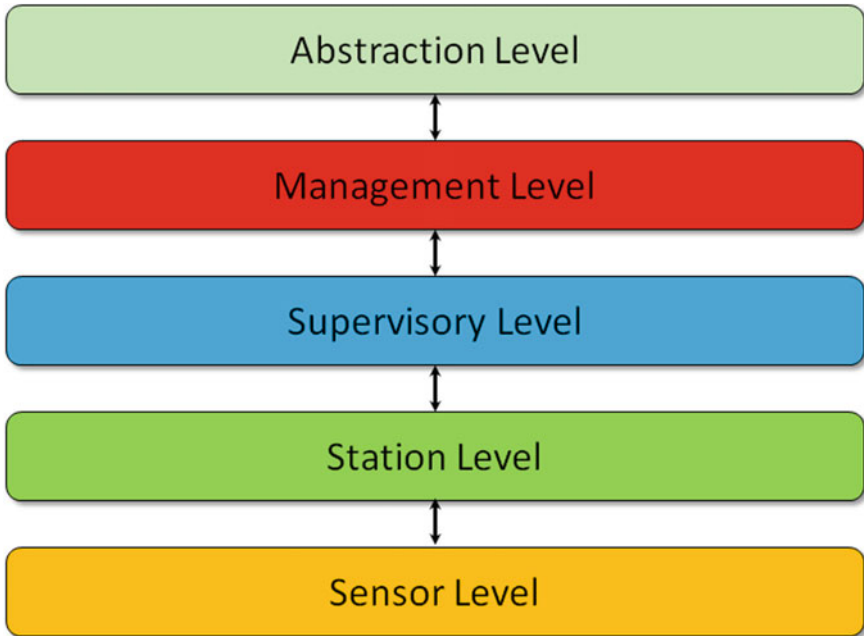 Abstraction Level
Management Level
Supervisory Level
Station Level
Sensor Level